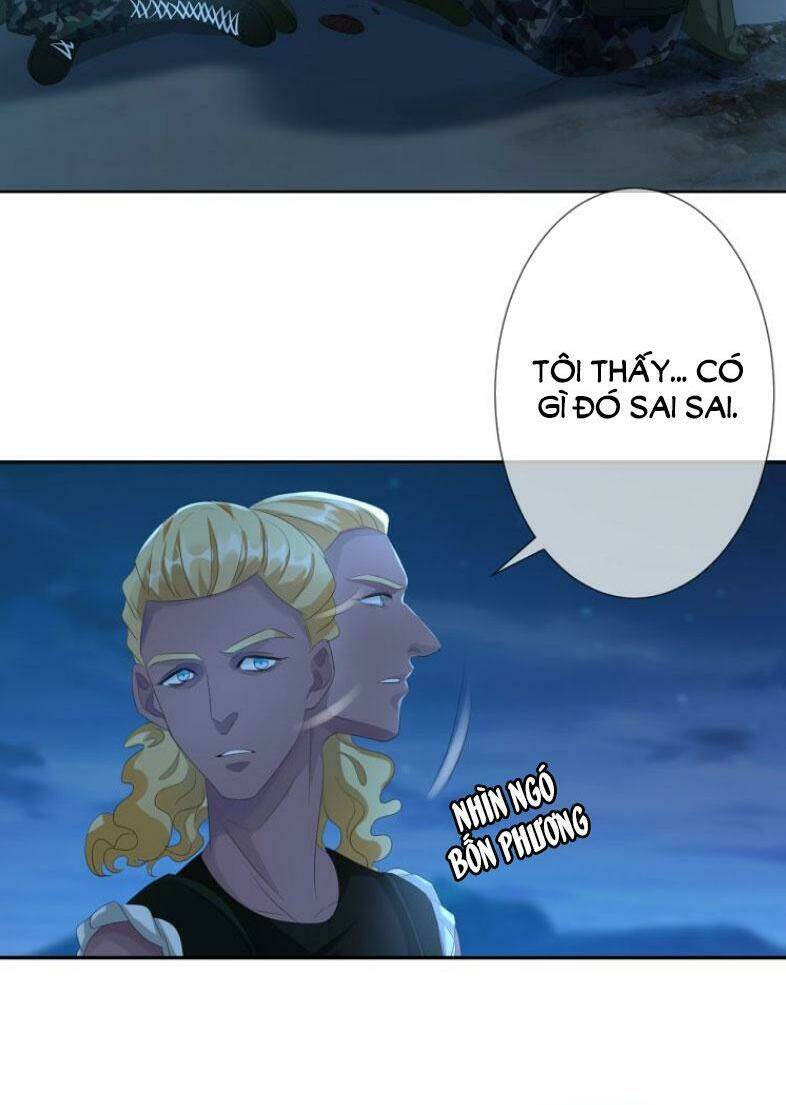 TÔI THẤY... CÓ
GÌ ĐÓ SAI SAI.
NHÌN NGÓ
BỐN PHƯƠNG